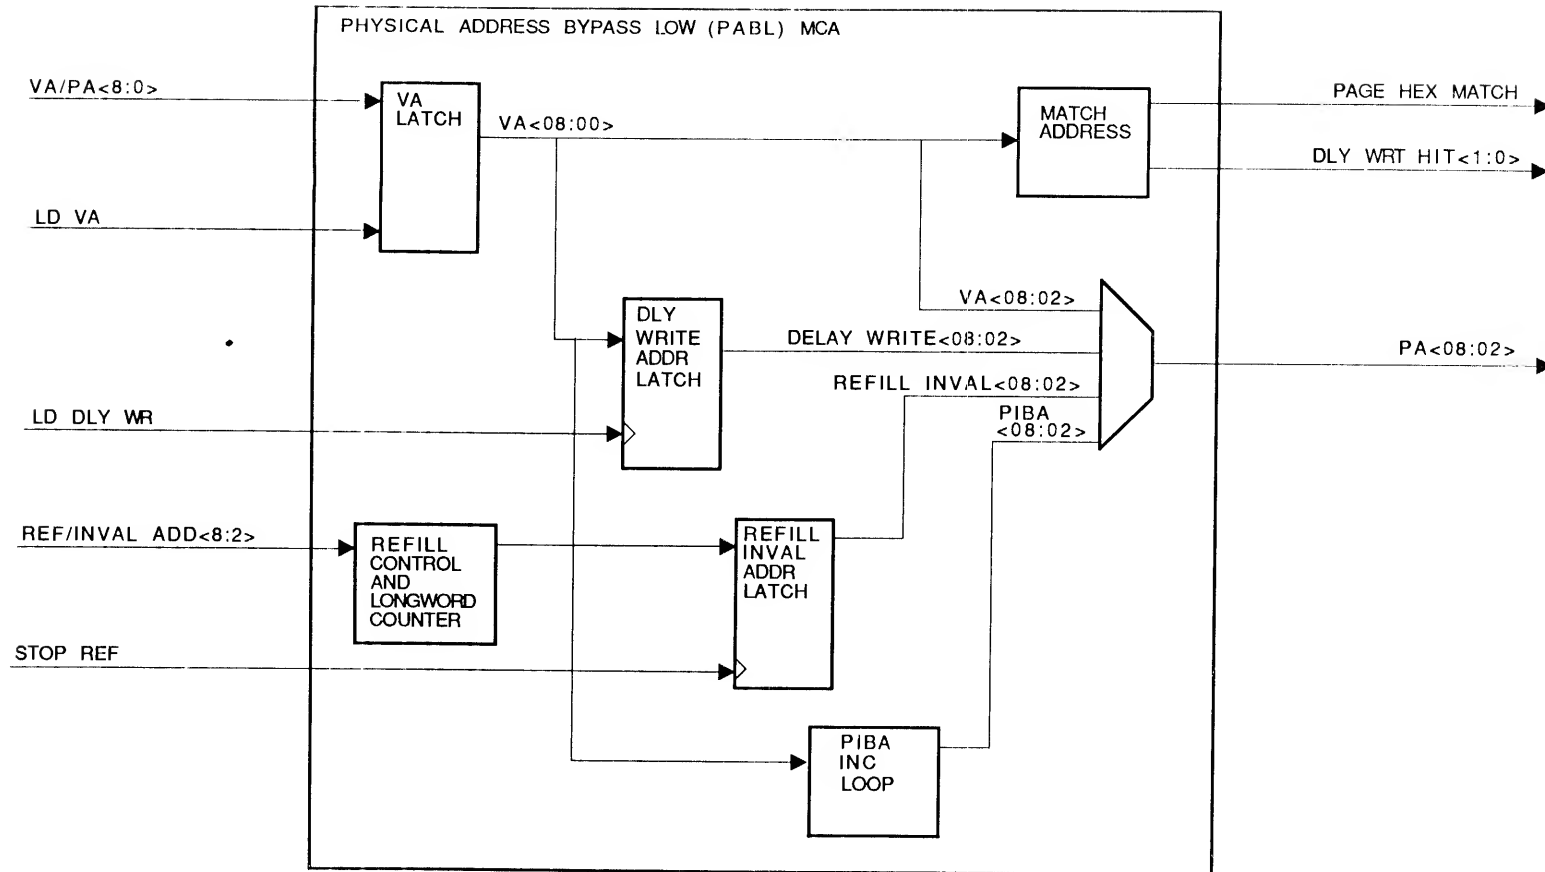 PHYSICAL ADDRESS BYPASS LOW (PABL) MCA
VA/PA<8:0>
VA
LATCH
VA<08:00>
MATCH
ADDRESS
PAGE HEX MATCH
DLY WRT HIT<1:0>
LD VA
VA<08:02>
DLY
WRITE
ADDR
LATCH
DELAY WRITE<08:02>
PA<08:02>
REFILL INVAL<08:02>
PIBA
<08:02>
LD DLY WR
REF/INVAL ADD<8:2>
REFILL
CONTROL
AND
LONGWORD
COUNTER
REFILL
INVAL
ADDR
LATCH
STOP REF
PIBA
INC
LOOP